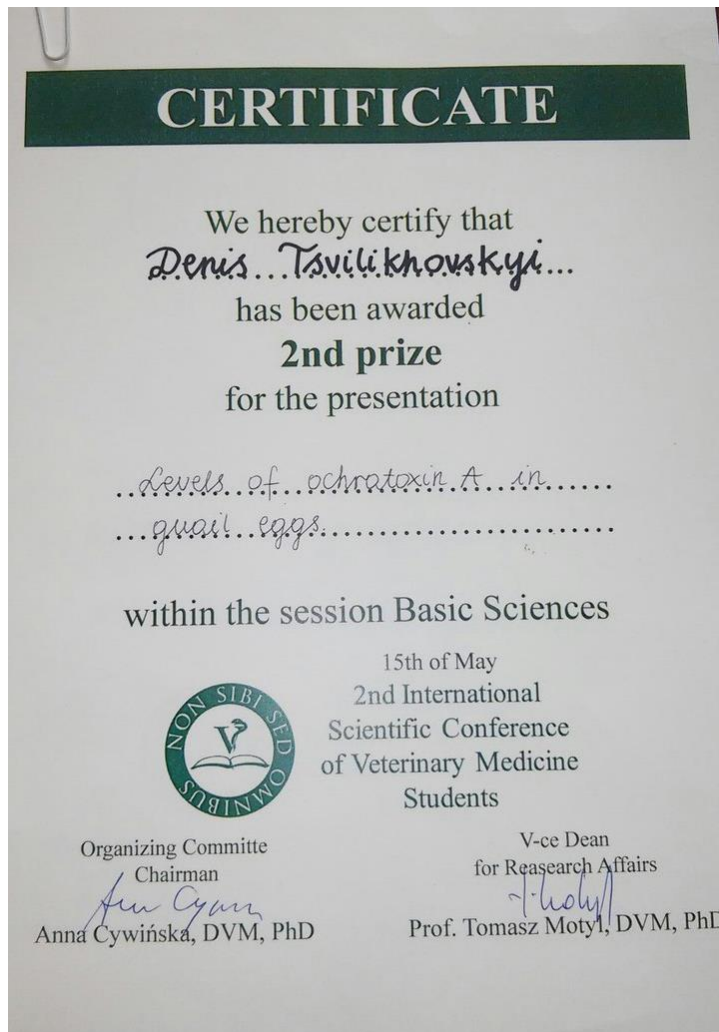 CERTIFICATE
We hereby certify that
Denis Tsvilikhovskyi
has been awarded
2nd prize
for the presentation
Levels of ochratoxin A in
quail eggs.
within the session Basic Sciences
NON SIBI SED OMNIBUS
V
15th of May
2nd International
Scientific Conference
of Veterinary Medicine
Students
Organizing Committe
Chairman
Anna Cywińska, DVM, PhD
V-ce Dean
for Reasearch Affairs
Prof. Tomasz Motyl, DVM, PhD